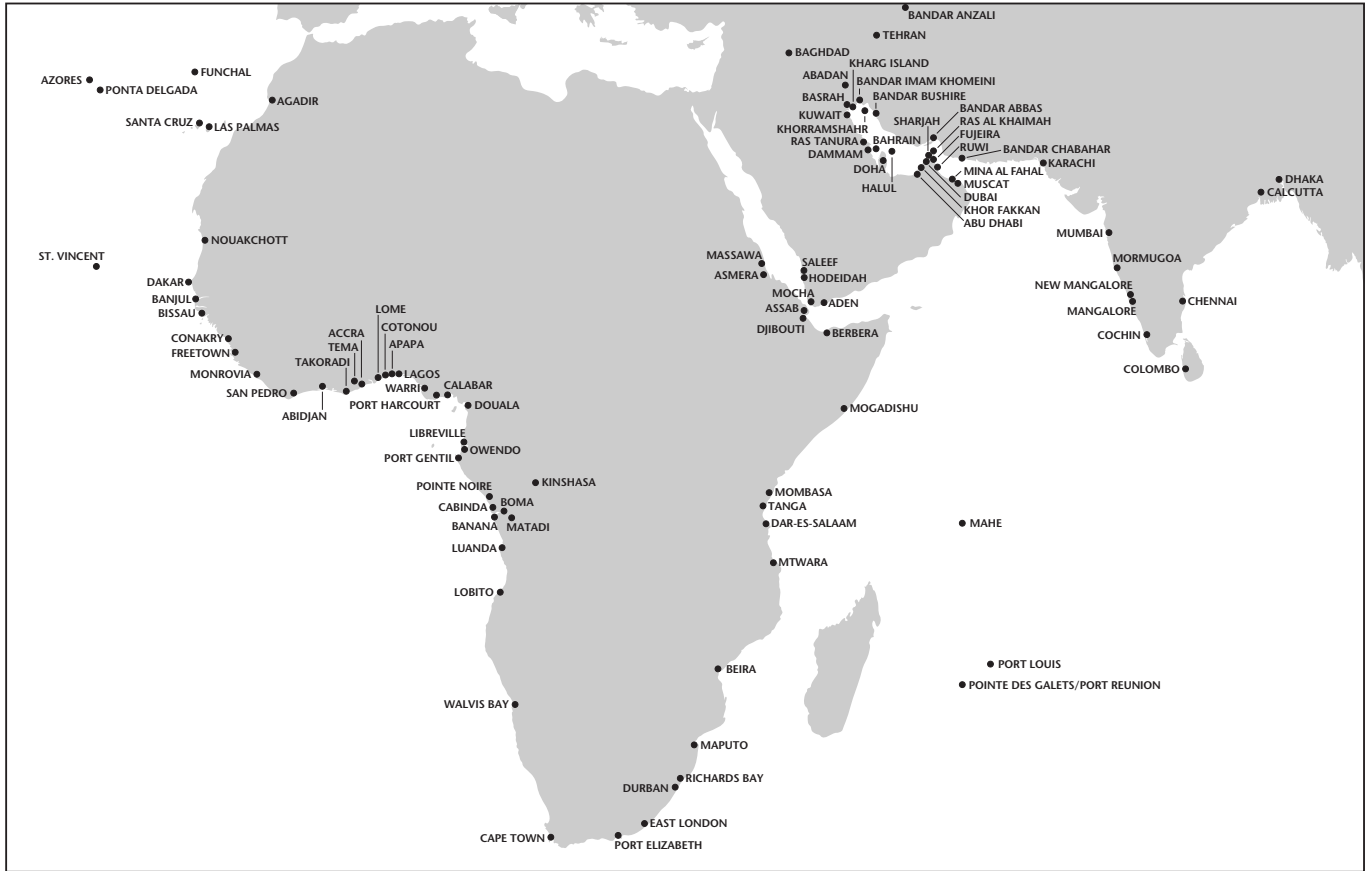 BANDAR ANZALI
TEHRAN
BAGHDAD
KHARG ISLAND
FUNCHAL
AZORES
ABADAN
BANDAR IMAM KHOMEINI
PONTA DELGADA
AGADIR
BASRAH
BANDAR BUSHIRE
KUWAIT
SHARJAH
BANDAR ABBAS
RAS AL KHAIMAH
SANTA CRUZ
LAS PALMAS
KHORRAMSHAHR
FUJEIRA
RAS TANURA
BAHRAIN
RUWI
BANDAR CHABAHAR
DAMMAM
KARACHI
DOHA
MINA AL FAHAL
HALUL
MUSCAT
DHAKA
DUBAI
CALCUTTA
KHOR FAKKAN
ABU DHABI
MUMBAI
NOUAKCHOTT
ST. VINCENT
MASSAWA
SALEEF
MORMUGOA
ASMERA
HODEIDAH
DAKAR
NEW MANGALORE
BANJUL
MOCHA
ADEN
CHENNAI
BISSAU
LOME
ASSAB
MANGALORE
COTONOU
DJIBOUTI
BERBERA
ACCRA
APAPA
COCHIN
CONAKRY
TEMA
FREETOWN
TAKORADI
COLOMBO
MONROVIA
LAGOS
WARRI
CALABAR
SAN PEDRO
PORT HARCOURT
DOUALA
ABIDJAN
MOGADISHU
LIBREVILLE
OWENDO
PORT GENTIL
KINSHASA
POINTE NOIRE
MOMBASA
BOMA
CABINDA
TANGA
BANANA
MATADI
DAR-ES-SALAAM
MAHE
LUANDA
MTWARA
LOBITO
PORT LOUIS
BEIRA
POINTE DES GALETS/PORT REUNION
WALVIS BAY
MAPUTO
RICHARDS BAY
DURBAN
EAST LONDON
CAPE TOWN
PORT ELIZABETH